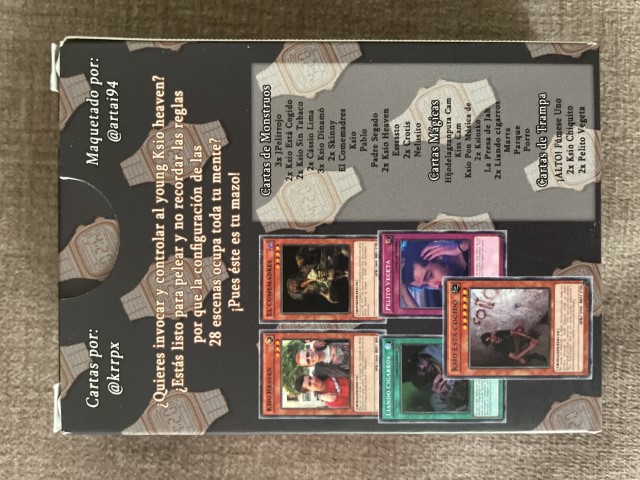 Cartas por:
@krrpx
Maquetado por:
@artai94
¿Quieres invocar y controlar al young Ksio heaven?
¿Estás listo para pelear y no recordar las reglas
por que la configuración de las
28 escenas ocupa toda tu mente?
¡Pues éste es tu mazo!
Ksio Heaven
El Comemadres
Liando Cigarros
Pelito Vegeta
Ksio Está Cogido
Cartas de Monstruos
3x JPelirrojo
2x Ksio Está Cogido
2x Ksio Sin Tabaco
2x Cássio Lima
3x Ksio Dinamó
2x Skinny
El Comemadres
Ksio
Pablo
Padre Segado
2x Ksio Heaven
Esssssto
2x Crotis
Nelusito
Cartas Mágicas
Hijodelagranputa Cam
Kiss Cam
Ksio Pon Música de
2x Ksiosko
La Presa de Jah
2x Liando cigarros
Marta
Parque
Porro
Cartas de Trampa
¡ALTO! Fúmese Uno
2x Ksio Chiquito
2x Pelito Vegeta